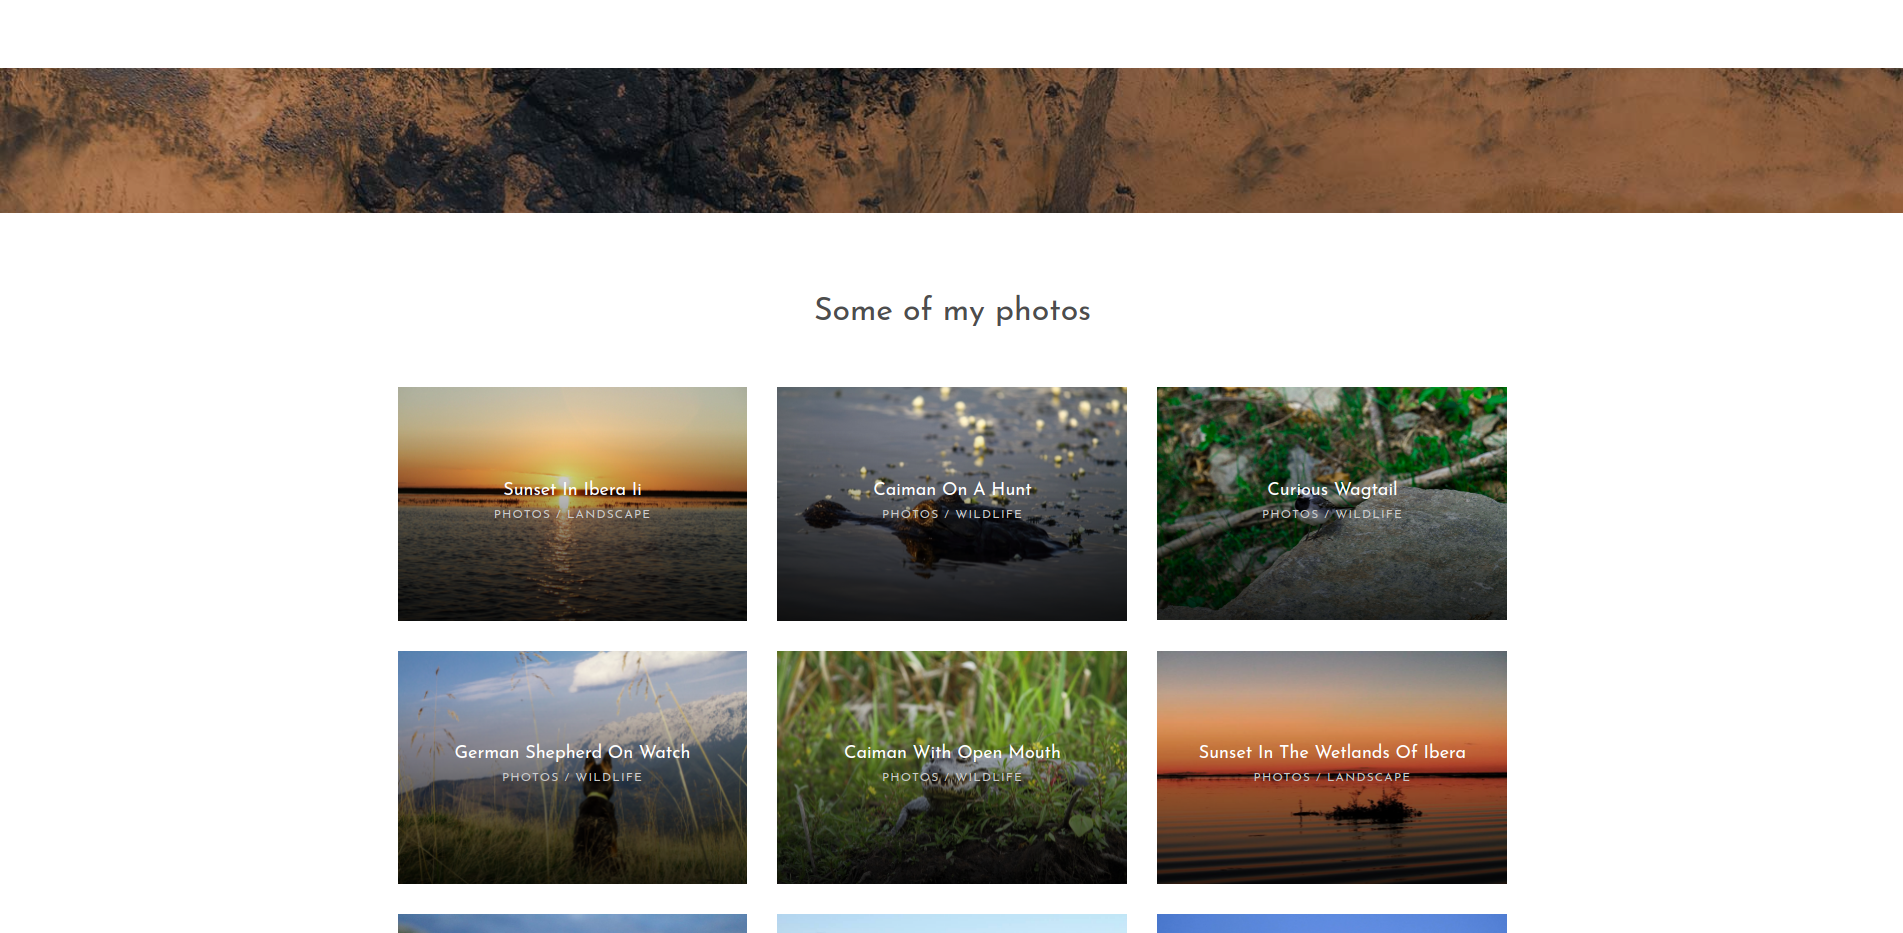 Some of my photos
Sunset In Ibera Ii
PHOTOS / LANDSCAPE
Caiman On A Hunt
PHOTOS / WILDLIFE
Curious Wagtail
PHOTOS / WILDLIFE
German Shepherd On Watch
PHOTOS / WILDLIFE
Caiman With Open Mouth
PHOTOS / WILDLIFE
Sunset In The Wetlands Of Ibera
PHOTOS / LANDSCAPE